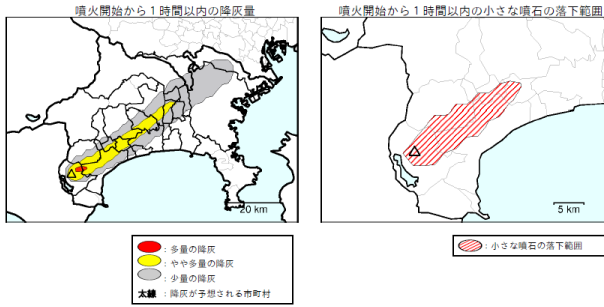 噴火開始から１時間以内の降灰量
噴火開始から１時間以内の小さな噴石の落下範囲
20 km
5 km
：多量の降灰
：やや多量の降灰
：少量の降灰
太線：降灰が予想される市町村
：小さな噴石の落下範囲